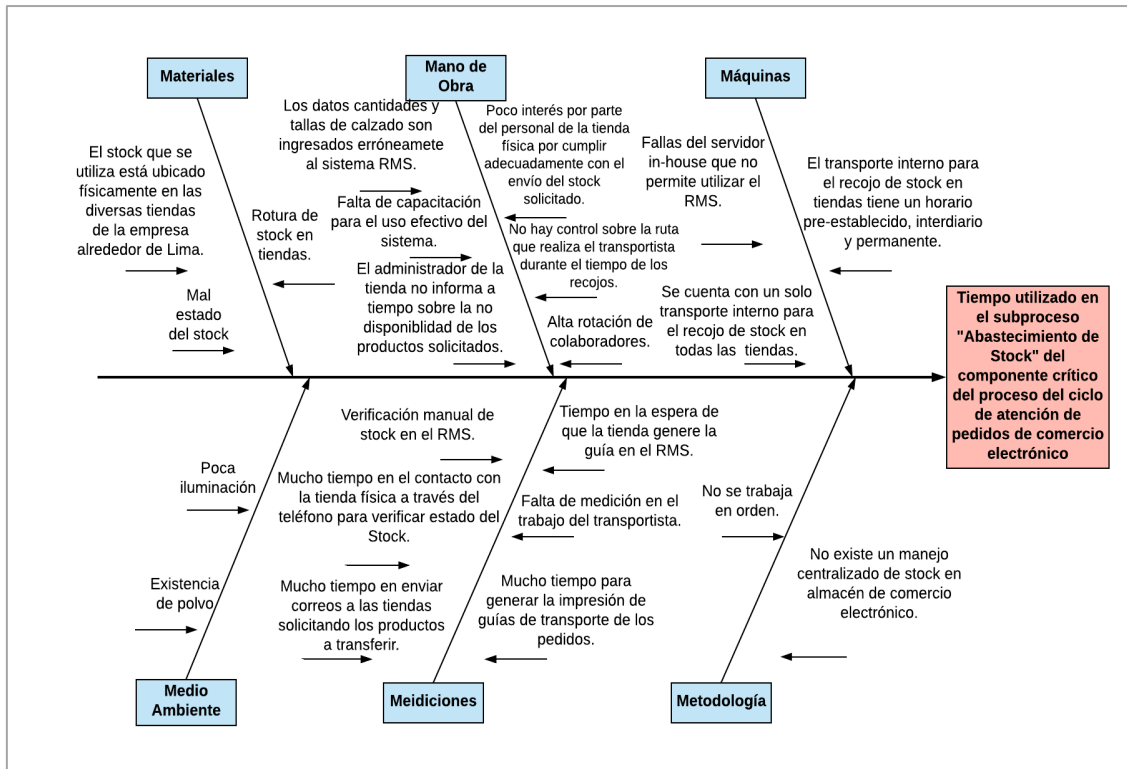 Materiales
Mano de
Obra
Máquinas
El stock que se
utiliza está ubicado
físicamente en las
diversas tiendas
de la empresa
alrededor de Lima.
Rotura de
stock en
tiendas.
Mal
estado
del stock
Los datos cantidades y
tallas de calzado son
ingresados erróneamete
al sistema RMS.
Falta de capacitación
para el uso efectivo del
sistema.
El administrador de la
tienda no informa a
tiempo sobre la no
disponiblidad de los
productos solicitados.
Poco interés por parte
del personal de la tienda
física por cumplir
adecuadamente con el
envío del stock
solicitado.
No hay control sobre la ruta
que realiza el transportista
durante el tiempo de los
recojos.
Alta rotación de
colaboradores.
Fallas del servidor
in-house que no
permite utilizar el
RMS.
Se cuenta con un solo
transporte interno para
el recojo de stock en
todas las tiendas.
El transporte interno para
el recojo de stock en
tiendas tiene un horario
pre-establecido, interdiario
y permanente.
Tiempo utilizado en
el subproceso
"Abastecimiento de
Stock" del
componente crítico
del proceso del ciclo
de atención de
pedidos de comercio
electrónico
Poca
iluminación
Existencia
de polvo
Verificación manual de
stock en el RMS.
Mucho tiempo en el contacto con
la tienda física a través del
teléfono para verificar estado del
Stock.
Mucho tiempo en enviar
correos a las tiendas
solicitando los productos
a transferir.
Tiempo en la espera de
que la tienda genere la
guía en el RMS.
Falta de medición en el
trabajo del transportista.
Mucho tiempo para
generar la impresión de
guías de transporte de los
pedidos.
No se trabaja
en orden.
No existe un manejo
centralizado de stock en
almacén de comercio
electrónico.
Medio
Ambiente
Meidiciones
Metodología